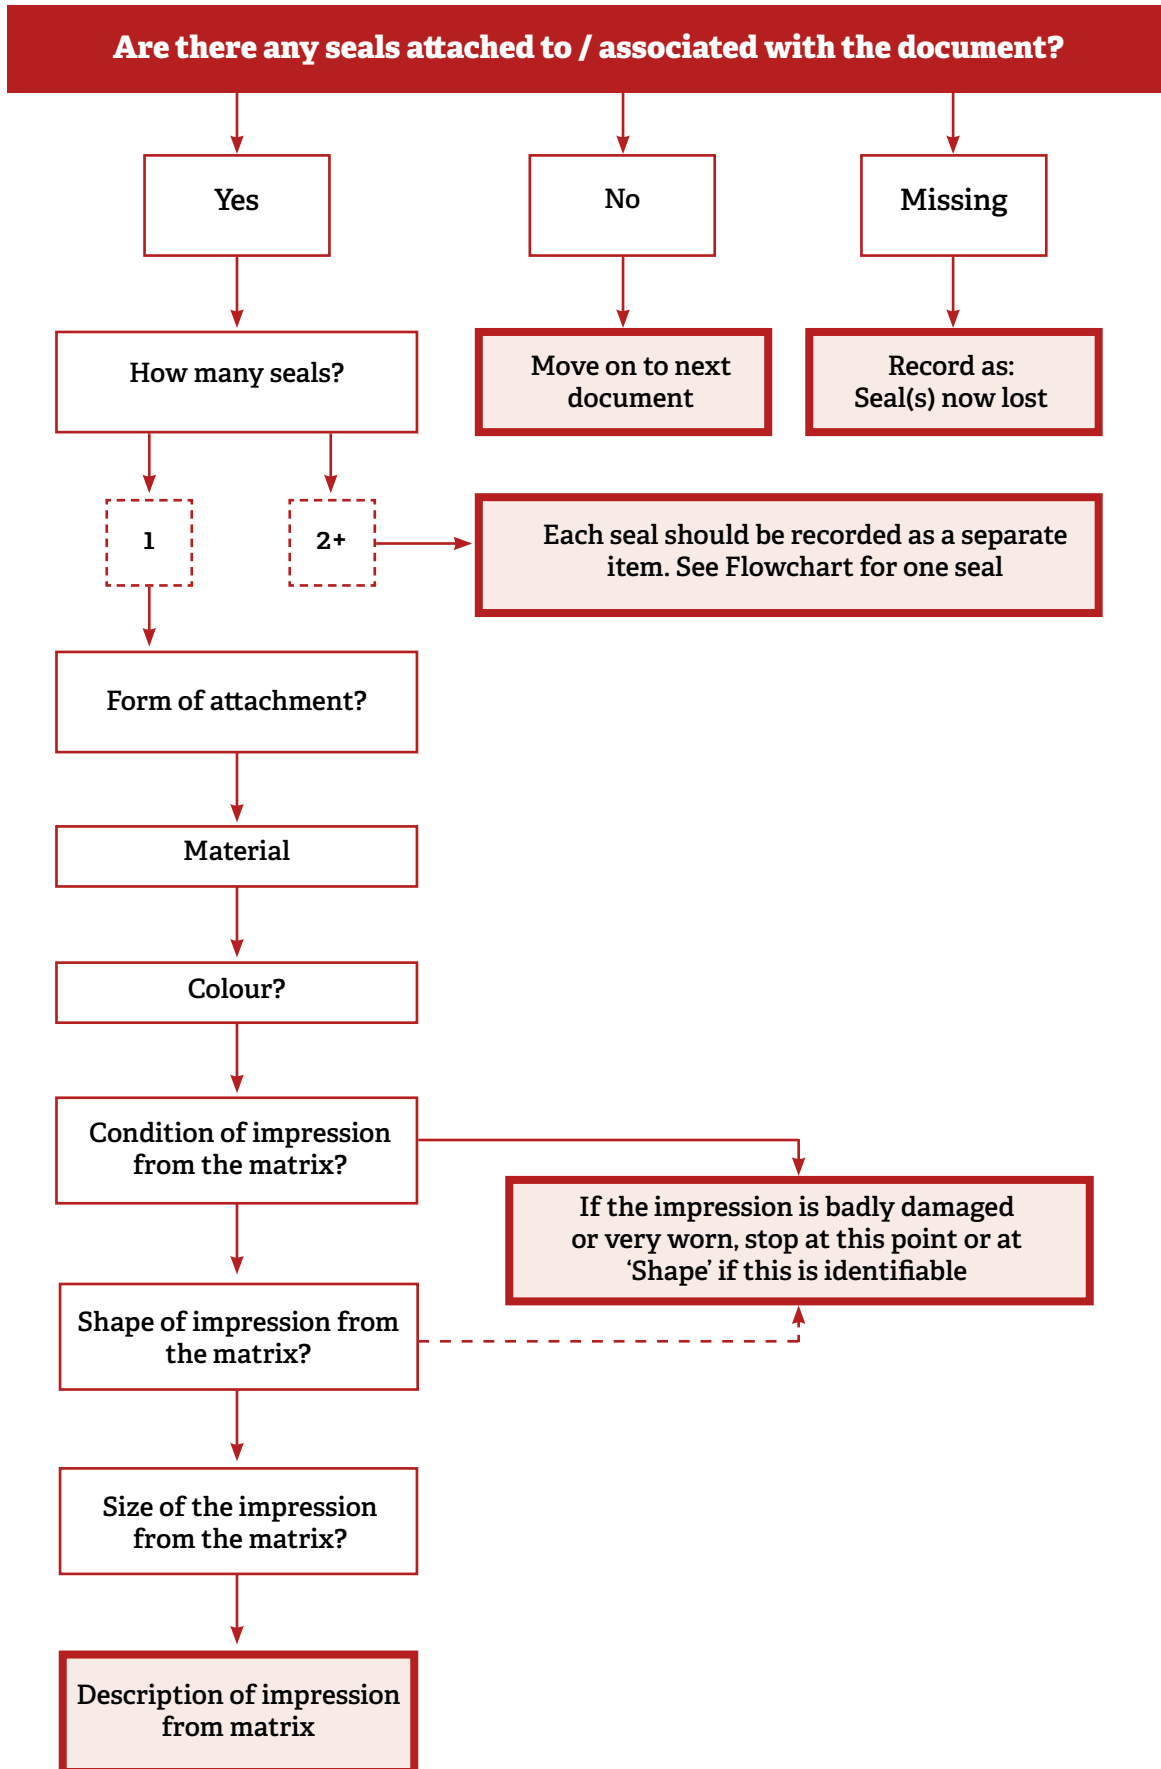 Are there any seals attached to / associated with the document?
Yes
No
Missing
How many seals?
Move on to next
document
Record as:
Seal(s) now lost
1
2+
Each seal should be recorded as a separate
item. See Flowchart for one seal
Form of attachment?
Material
Colour?
Condition of impression
from the matrix?
If the impression is badly damaged
or very worn, stop at this point or at
‘Shape’ if this is identifiable
Shape of impression from
the matrix?
Size of the impression
from the matrix?
Description of impression
from matrix